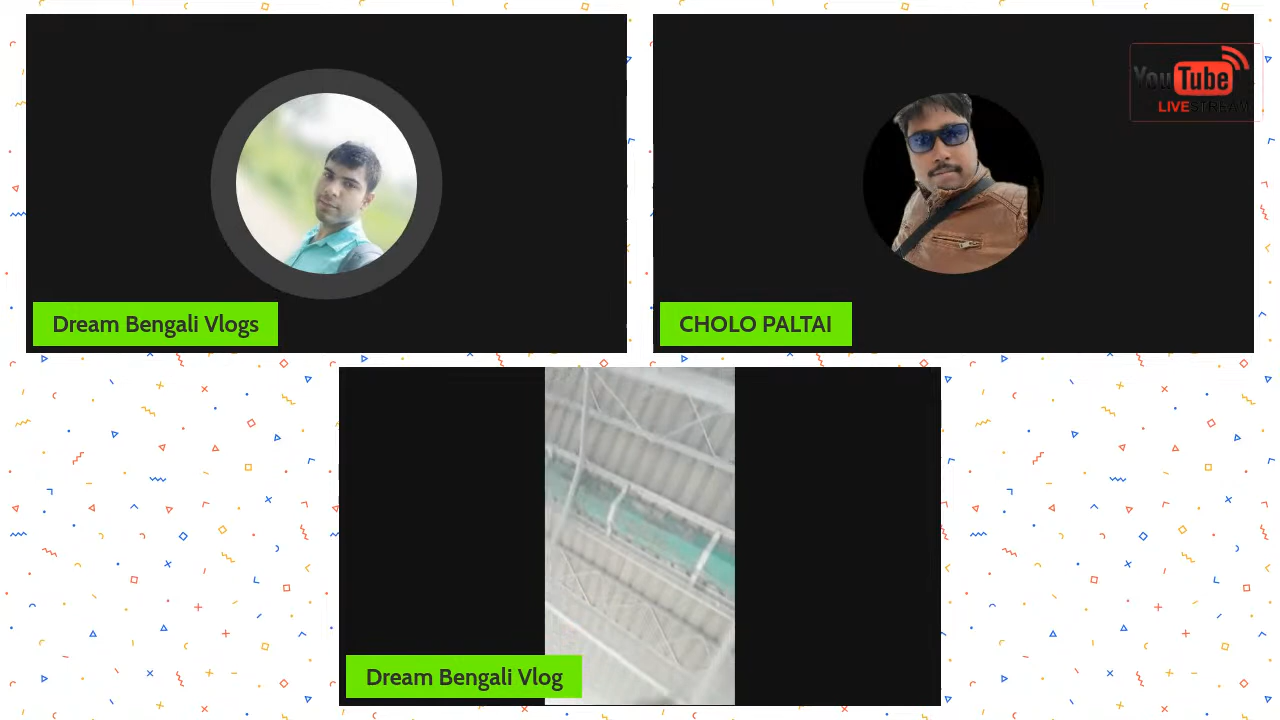 Dream Bengali Vlogs
CHOLO PALTAI
YouTube
LIVESTREAM
Dream Bengali Vlog